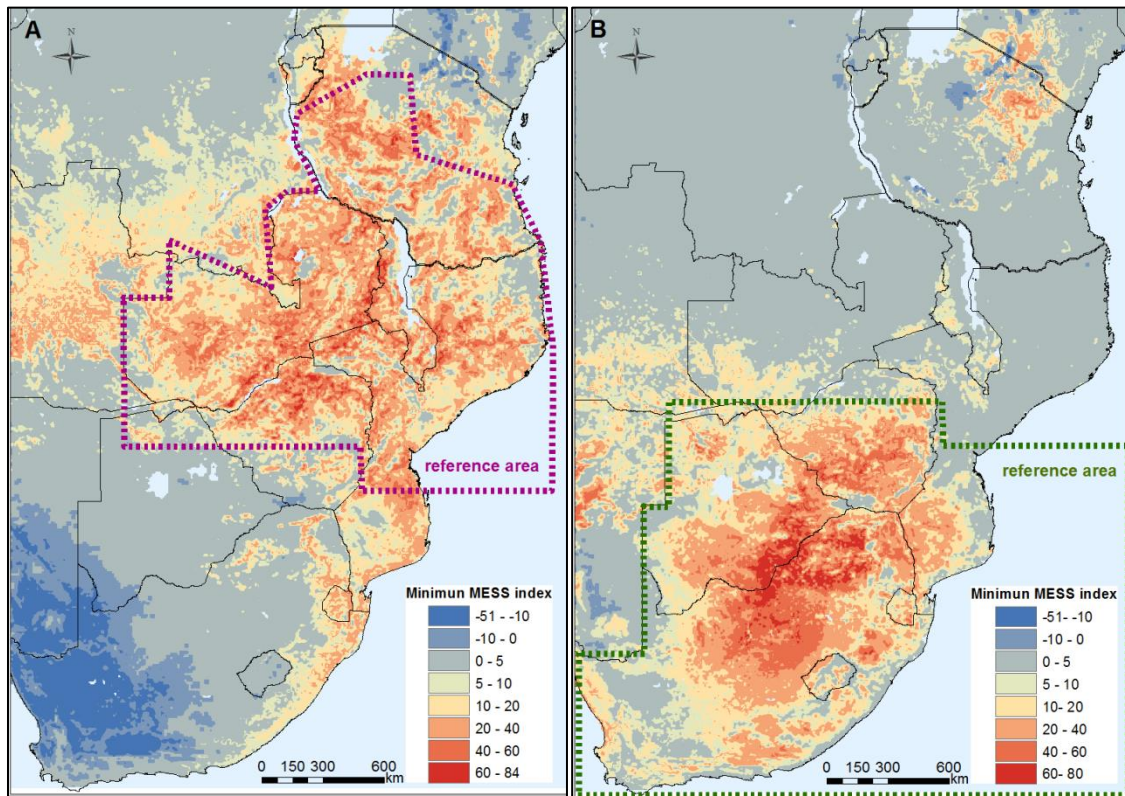 A
N
reference area
Minimun MESS index
-51 - -10
-10 - 0
0 - 5
5 - 10
10 - 20
20 - 40
40 - 60
60 - 84
0 150 300 600
km
B
N
reference area
Minimun MESS index
-51- -10
-10 - 0
0 - 5
5 - 10
10- 20
20 - 40
40 - 60
60- 80
0 150 300 600
km